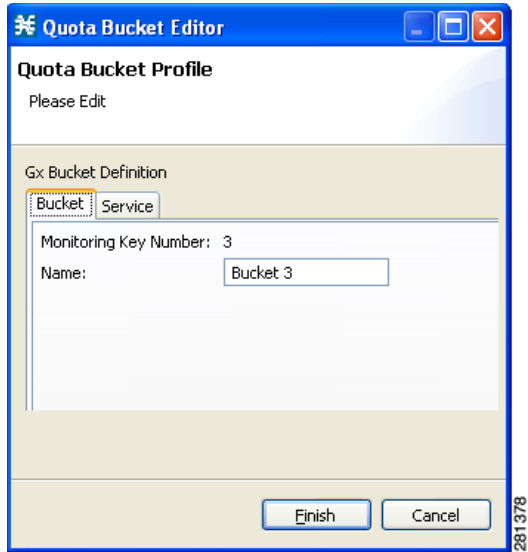 Quota Bucket Editor
Quota Bucket Profile
Please Edit
Gx Bucket Definition
Bucket Service
Monitoring Key Number: 3
Name: Bucket 3
Finish Cancel
281378